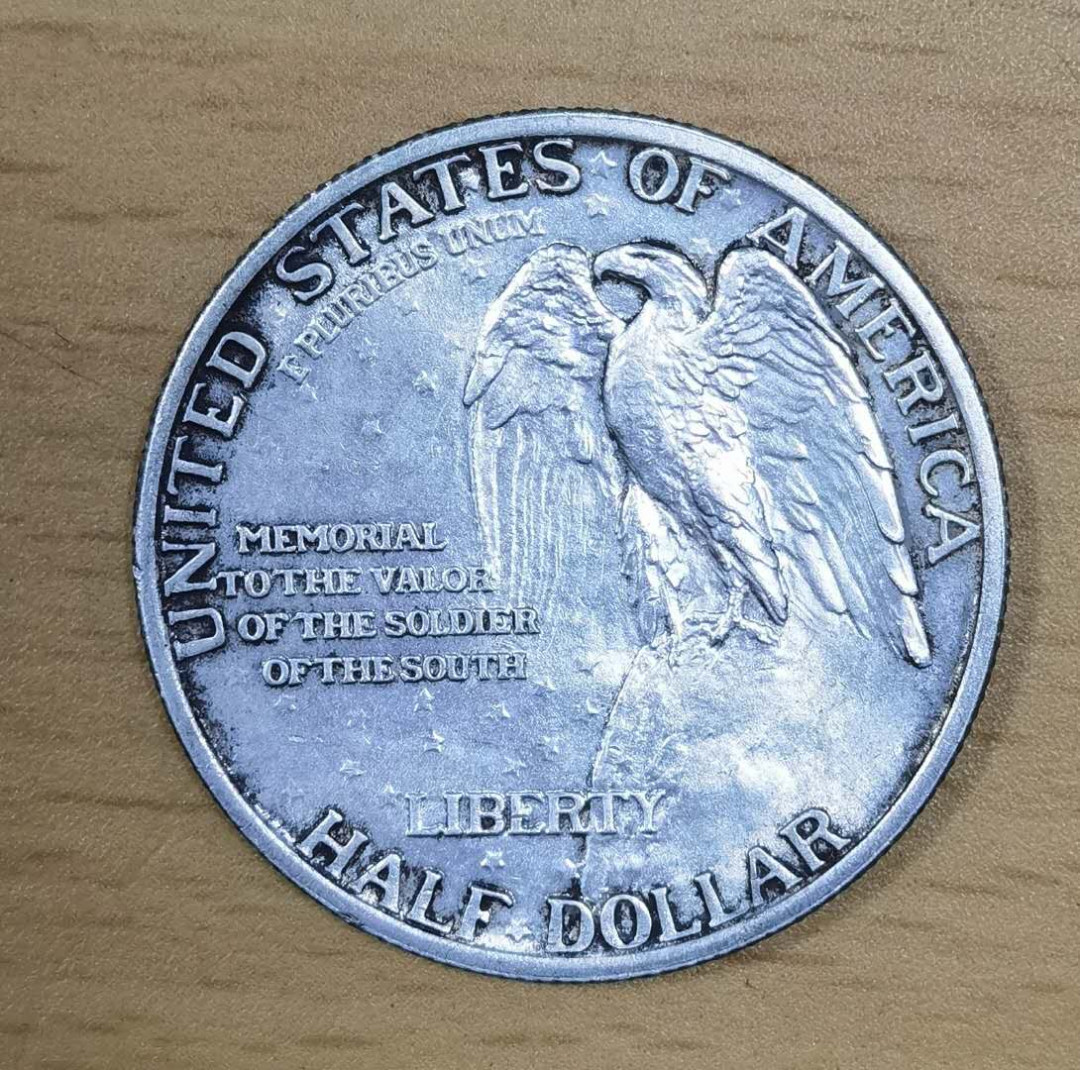 UNITED STATES OF AMERICA
E PLURIBUS UNUM
MEMORIAL
TO THE VALOR
OF THE SOLDIER
OF THE SOUTH
LIBERTY
HALF DOLLAR